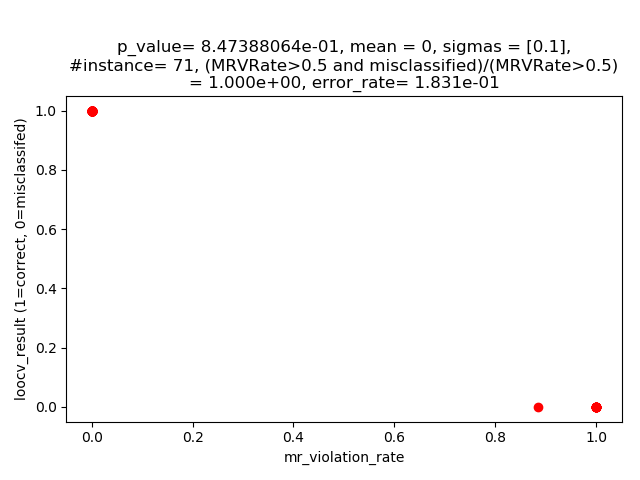 p_value= 8.47388064e-01, mean = 0, sigmas = [0.1],
#instance= 71, (MRVRate>0.5 and misclassified)/(MRVRate>0.5)
= 1.000e+00, error_rate= 1.831e-01
1.0
0.8
0.6
0.4
0.2
0.0
loocv_result (1=correct, 0=misclassifed)
0.0 0.2 0.4 0.6 0.8 1.0
mr_violation_rate